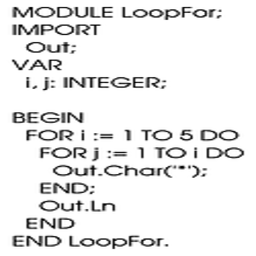 MODULE LoopFor;
IMPORT
Out;
VAR
i, j: INTEGER;
BEGIN
FOR i := 1 TO 5 DO
FOR j := 1 TO i DO
Out.Char('*');
END;
Out.Ln
END
END LoopFor.